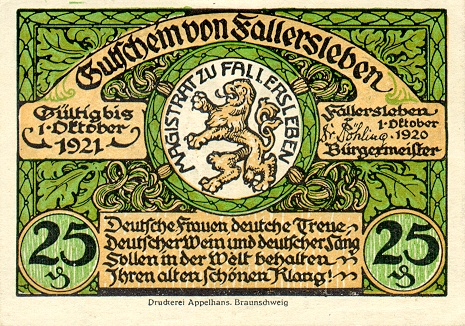 Gutschein von Fallersleben
Gültig bis
1. Oktober
1921
MAGISTRAT ZU FALLERSLEBEN
Fallersleben
1. Oktober
1920
Bürgermeister
25
₰
Deutsche Frauen deutche Treue
Deutscher Wein und deutscher Sang
Sollen in der Welt behalten
Ihren alten schönen Klang!
25
₰
Druckerei Appelhans. Braunschweig